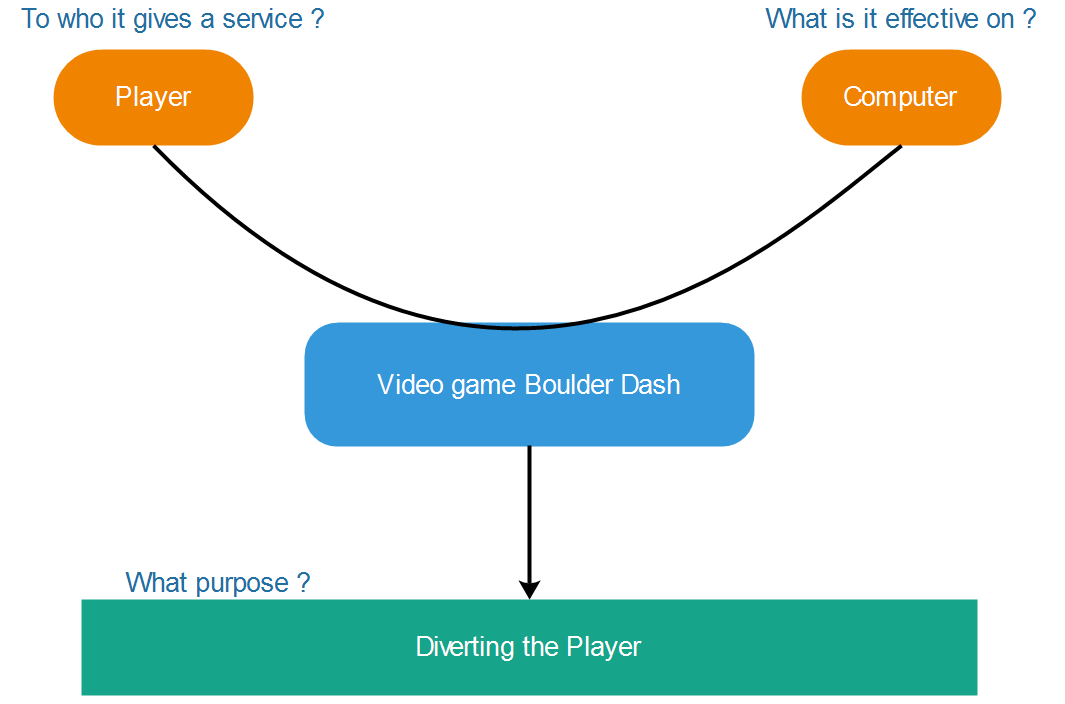 To who it gives a service ?
What is it effective on ?
Player
Computer
Video game Boulder Dash
What purpose ?
Diverting the Player